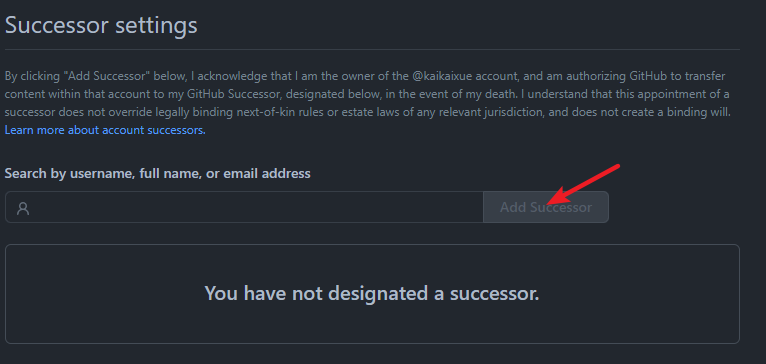 Successor settings
By clicking "Add Successor" below, I acknowledge that I am the owner of the @kaikaixue account, and am authorizing GitHub to transfer
content within that account to my GitHub Successor, designated below, in the event of my death. I understand that this appointment of a
successor does not override legally binding next-of-kin rules or estate laws of any relevant jurisdiction, and does not create a binding will.
Learn more about account successors.
Search by username, full name, or email address
Add Successor
You have not designated a successor.